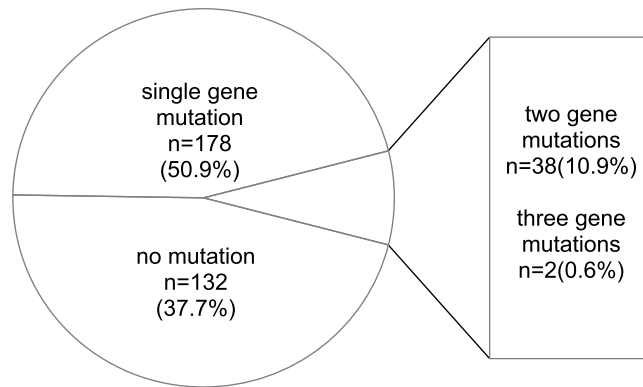 single gene
mutation
n=178
(50.9%)
no mutation
n=132
(37.7%)
two gene
mutations
n=38(10.9%)
three gene
mutations
n=2(0.6%)